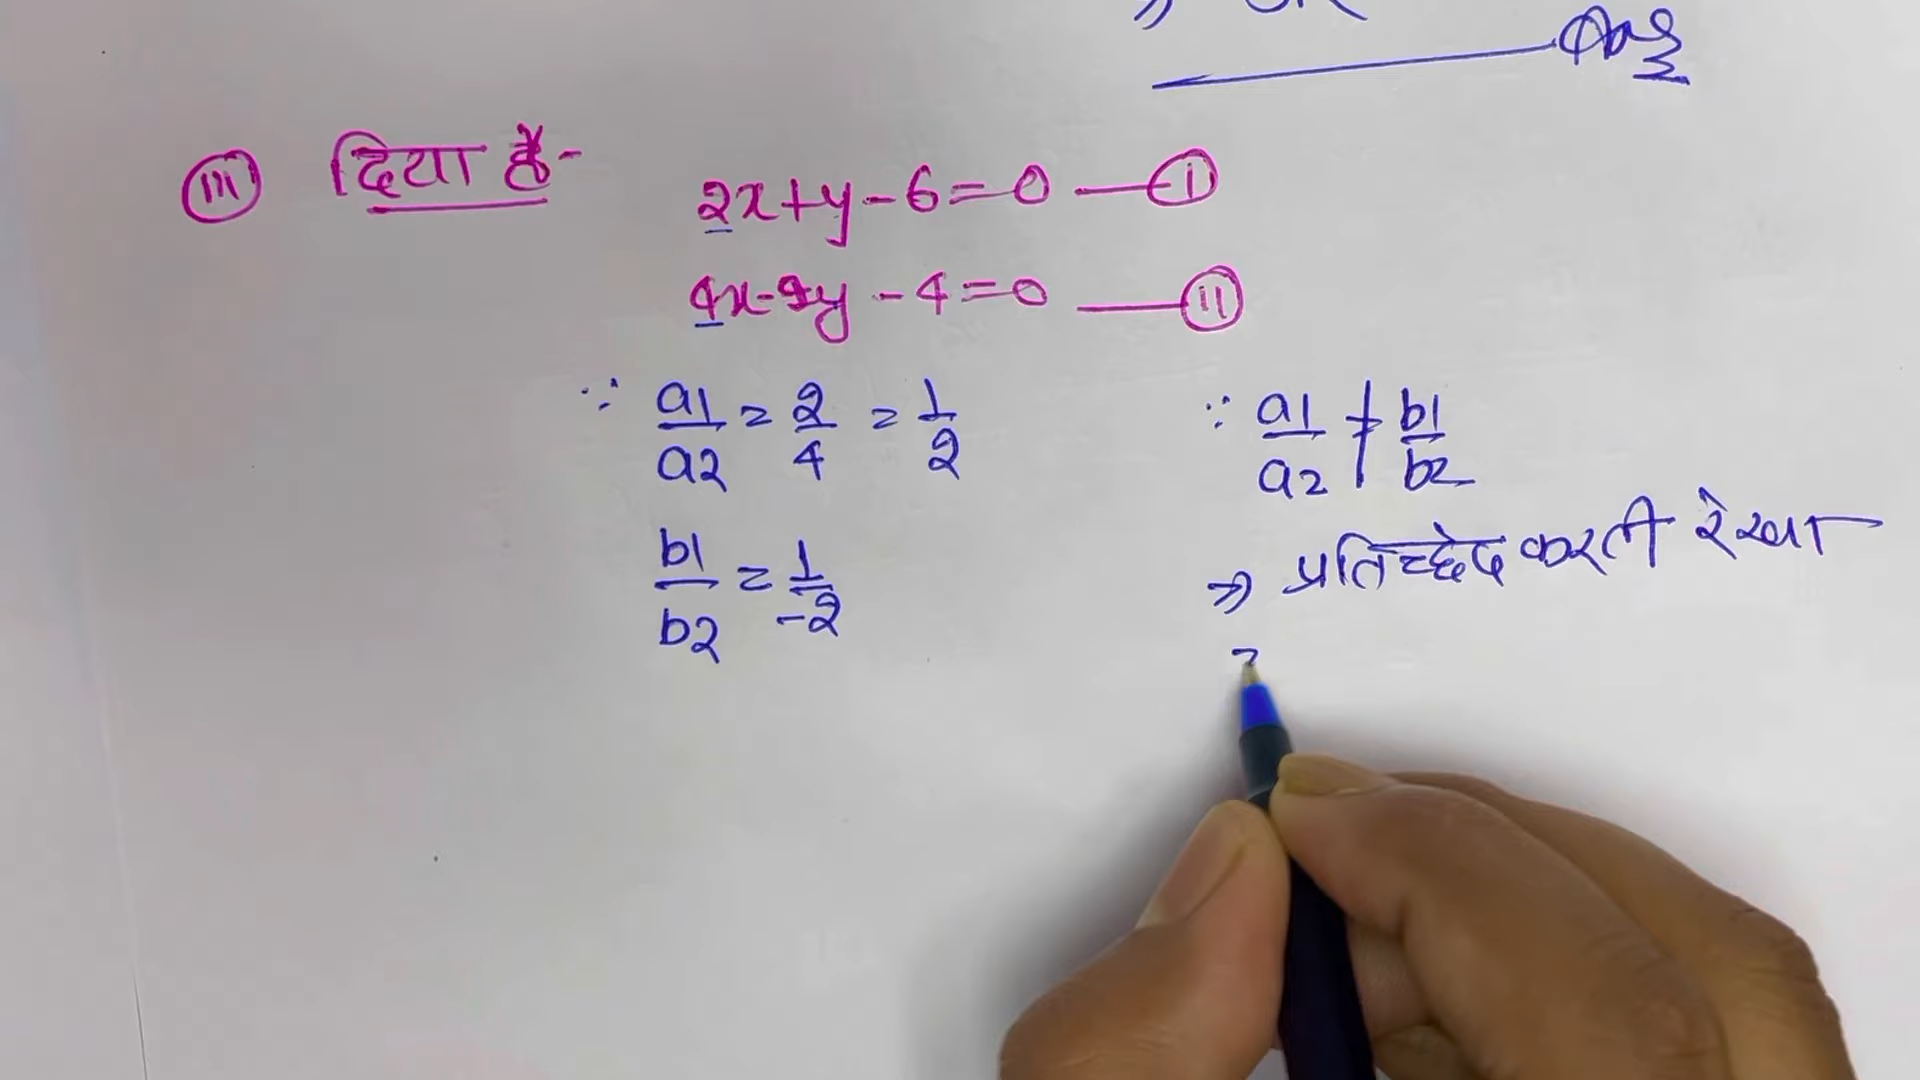 Ans
(iii) दिया है- 2x+y-6=0 —(I)
4x-2y-4=0 —(II)
∵ a1/a2 = 2/4 = 1/2
b1/b2 = 1/-2
∵ a1/a2 ≠ b1/b2
⇒ प्रतिच्छेद करती रेखा